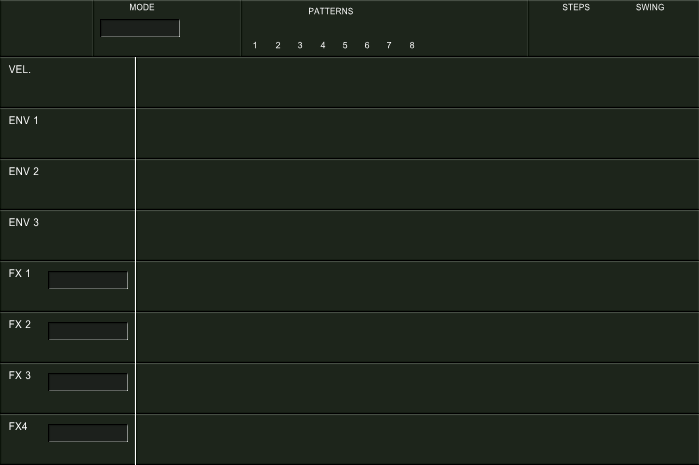 MODE
PATTERNS
STEPS SWING
1 2 3 4 5 6 7 8
VEL.
ENV 1
ENV 2
ENV 3
FX 1
FX 2
FX 3
FX4